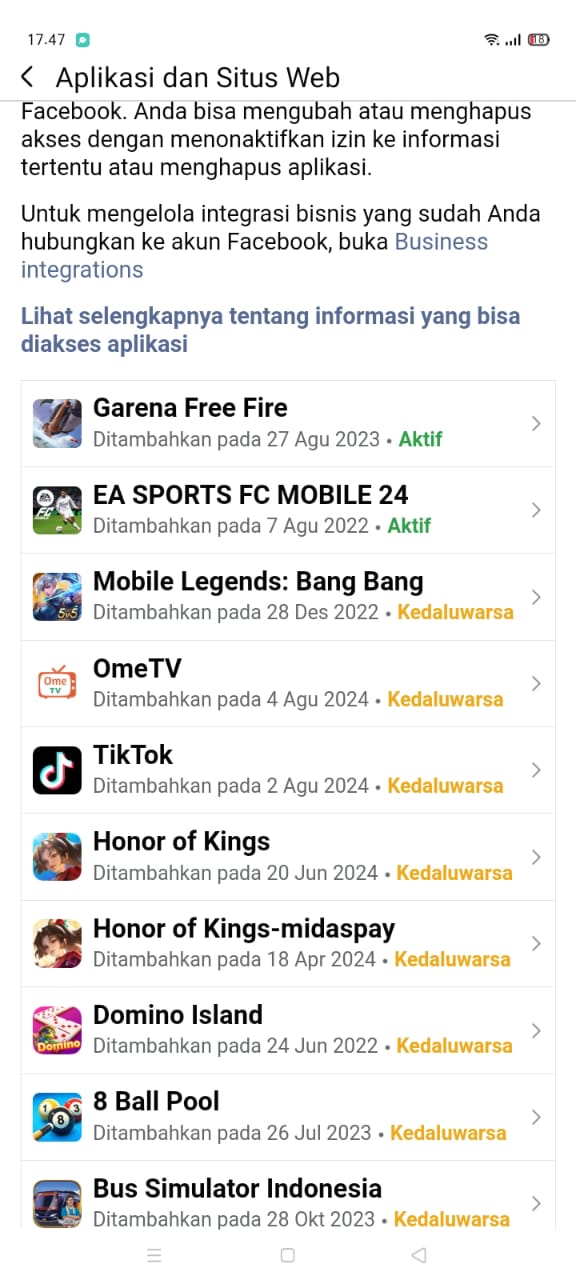 17.47
18
Aplikasi dan Situs Web
Facebook. Anda bisa mengubah atau menghapus
akses dengan menonaktifkan izin ke informasi
tertentu atau menghapus aplikasi.
Untuk mengelola integrasi bisnis yang sudah Anda
hubungkan ke akun Facebook, buka Business
integrations
Lihat selengkapnya tentang informasi yang bisa
diakses aplikasi
Garena Free Fire
Ditambahkan pada 27 Agu 2023 • Aktif
EA SPORTS FC MOBILE 24
Ditambahkan pada 7 Agu 2022 • Aktif
Mobile Legends: Bang Bang
Ditambahkan pada 28 Des 2022 • Kedaluwarsa
5v5
OmeTV
Ome
TV
Ditambahkan pada 4 Agu 2024 • Kedaluwarsa
TikTok
Ditambahkan pada 2 Agu 2024 • Kedaluwarsa
Honor of Kings
Ditambahkan pada 20 Jun 2024 • Kedaluwarsa
Honor of Kings-midaspay
Ditambahkan pada 18 Apr 2024 • Kedaluwarsa
Domino Island
Domino
Ditambahkan pada 24 Jun 2022 • Kedaluwarsa
8 Ball Pool
1 3
8
Ditambahkan pada 26 Jul 2023 • Kedaluwarsa
Bus Simulator Indonesia
Ditambahkan pada 28 Okt 2023 • Kedaluwarsa